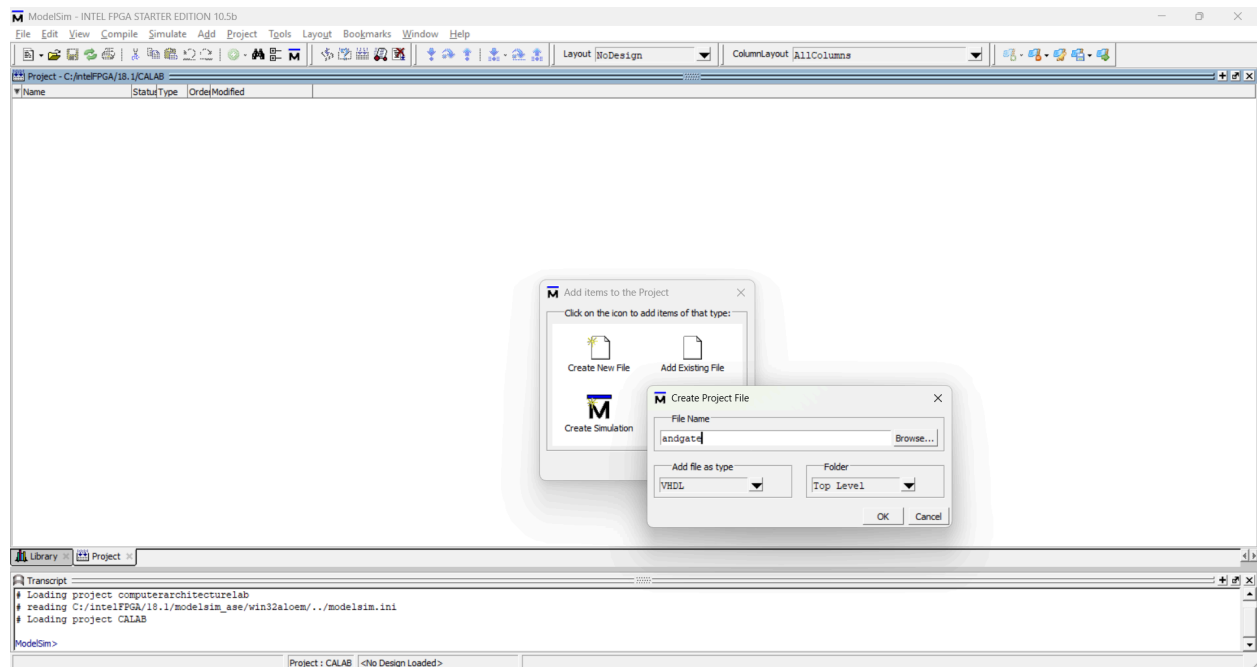 ModelSim - INTEL FPGA STARTER EDITION 10.5b
File Edit View Compile Simulate Add Project Tools Layout Bookmarks Window Help
Layout NoDesign ColumnLayout AllColumns
Project - C:/intelFPGA/18.1/CALAB
Name Status Type Order Modified
Add items to the Project
Click on the icon to add items of that type:
Create New File Add Existing File
Create Simulation
Create Project File
File Name
andgate Browse...
Add file as type Folder
VHDL Top Level
OK Cancel
Library Project
Transcript
# Loading project computerarchitecturelab
# reading C:/intelFPGA/18.1/modelsim_ase/win32aloem/../modelsim.ini
# Loading project CALAB
ModelSim>
Project : CALAB <No Design Loaded>